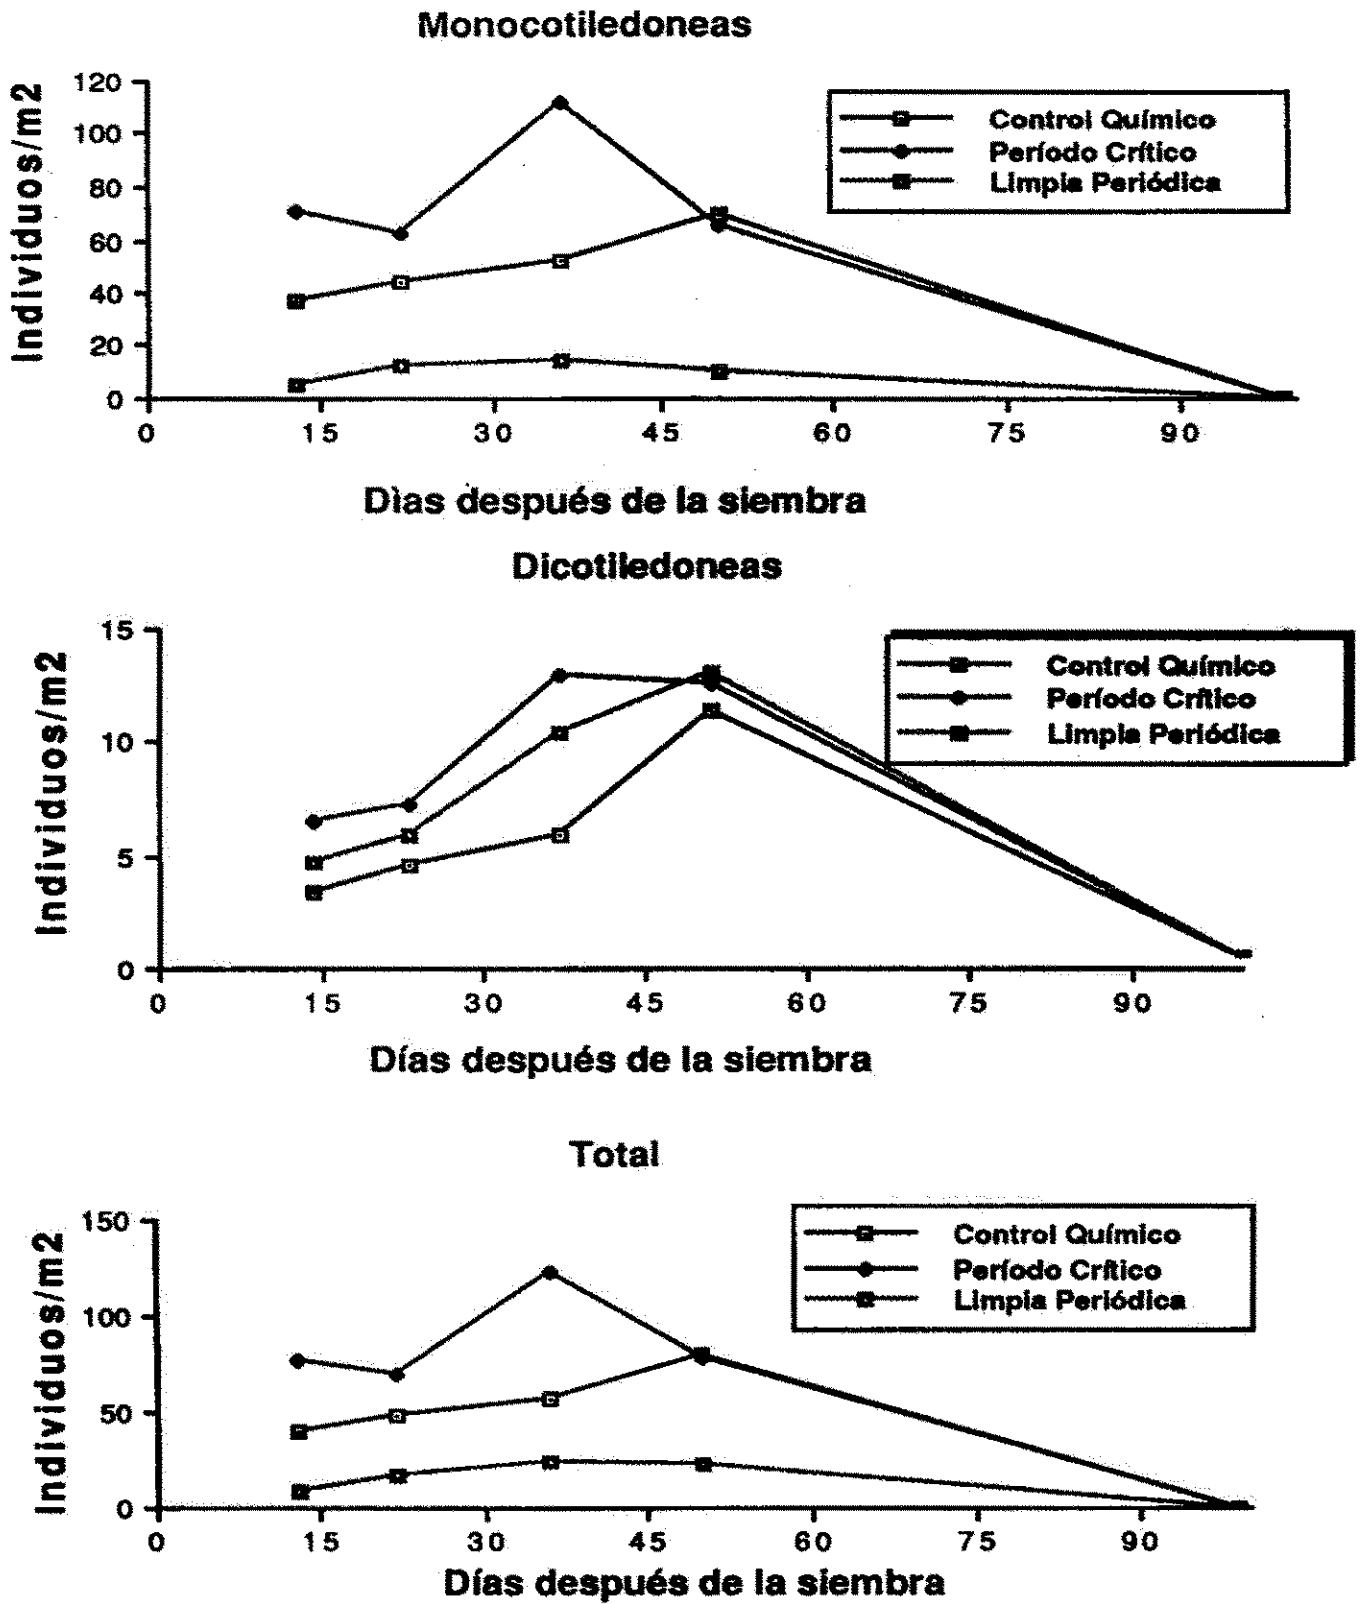 Monocotiledoneas
Individuos/m2
120
100
80
60
40
20
0
Control Químico
Período Crítico
Limpia Periódica
0 15 30 45 60 75 90
Dìas después de la siembra
Dicotiledoneas
Individuos/m2
15
10
5
0
Control Químico
Período Crítico
Limpia Periódica
0 15 30 45 60 75 90
Días después de la siembra
Total
Individuos/m2
150
100
50
0
Control Químico
Período Crítico
Limpia Periódica
0 15 30 45 60 75 90
Días después de la siembra